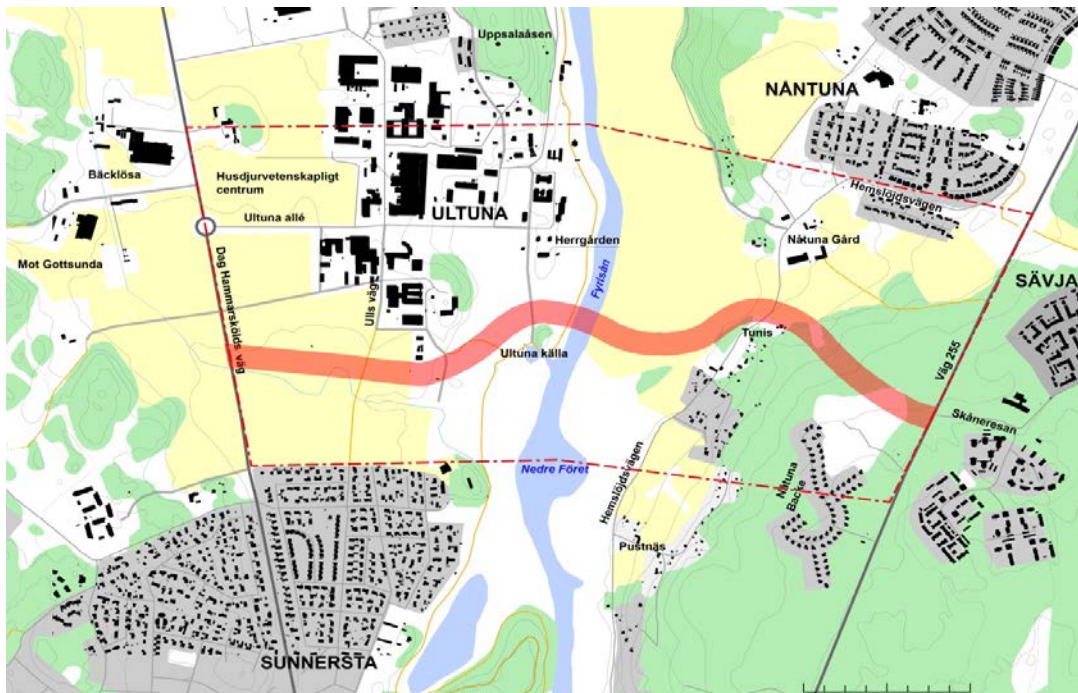 Uppsalaåsen
NÅNTUNA
Bäcklösa
Husdjurvetenskapligt
centrum
Hemslöjdsvägen
ULTUNA
Ultuna allé
Herrgården
Nåtuna Gård
Mot Gottsunda
Fyrisån
SÄVJA
Dag Hammarskölds väg
Ulls väg
Tunis
Ultuna källa
Väg 255
Skåneresan
Nedre Föret
Hemslöjdsvägen
Nåtuna
Backe
Pustnäs
SUNNERSTA